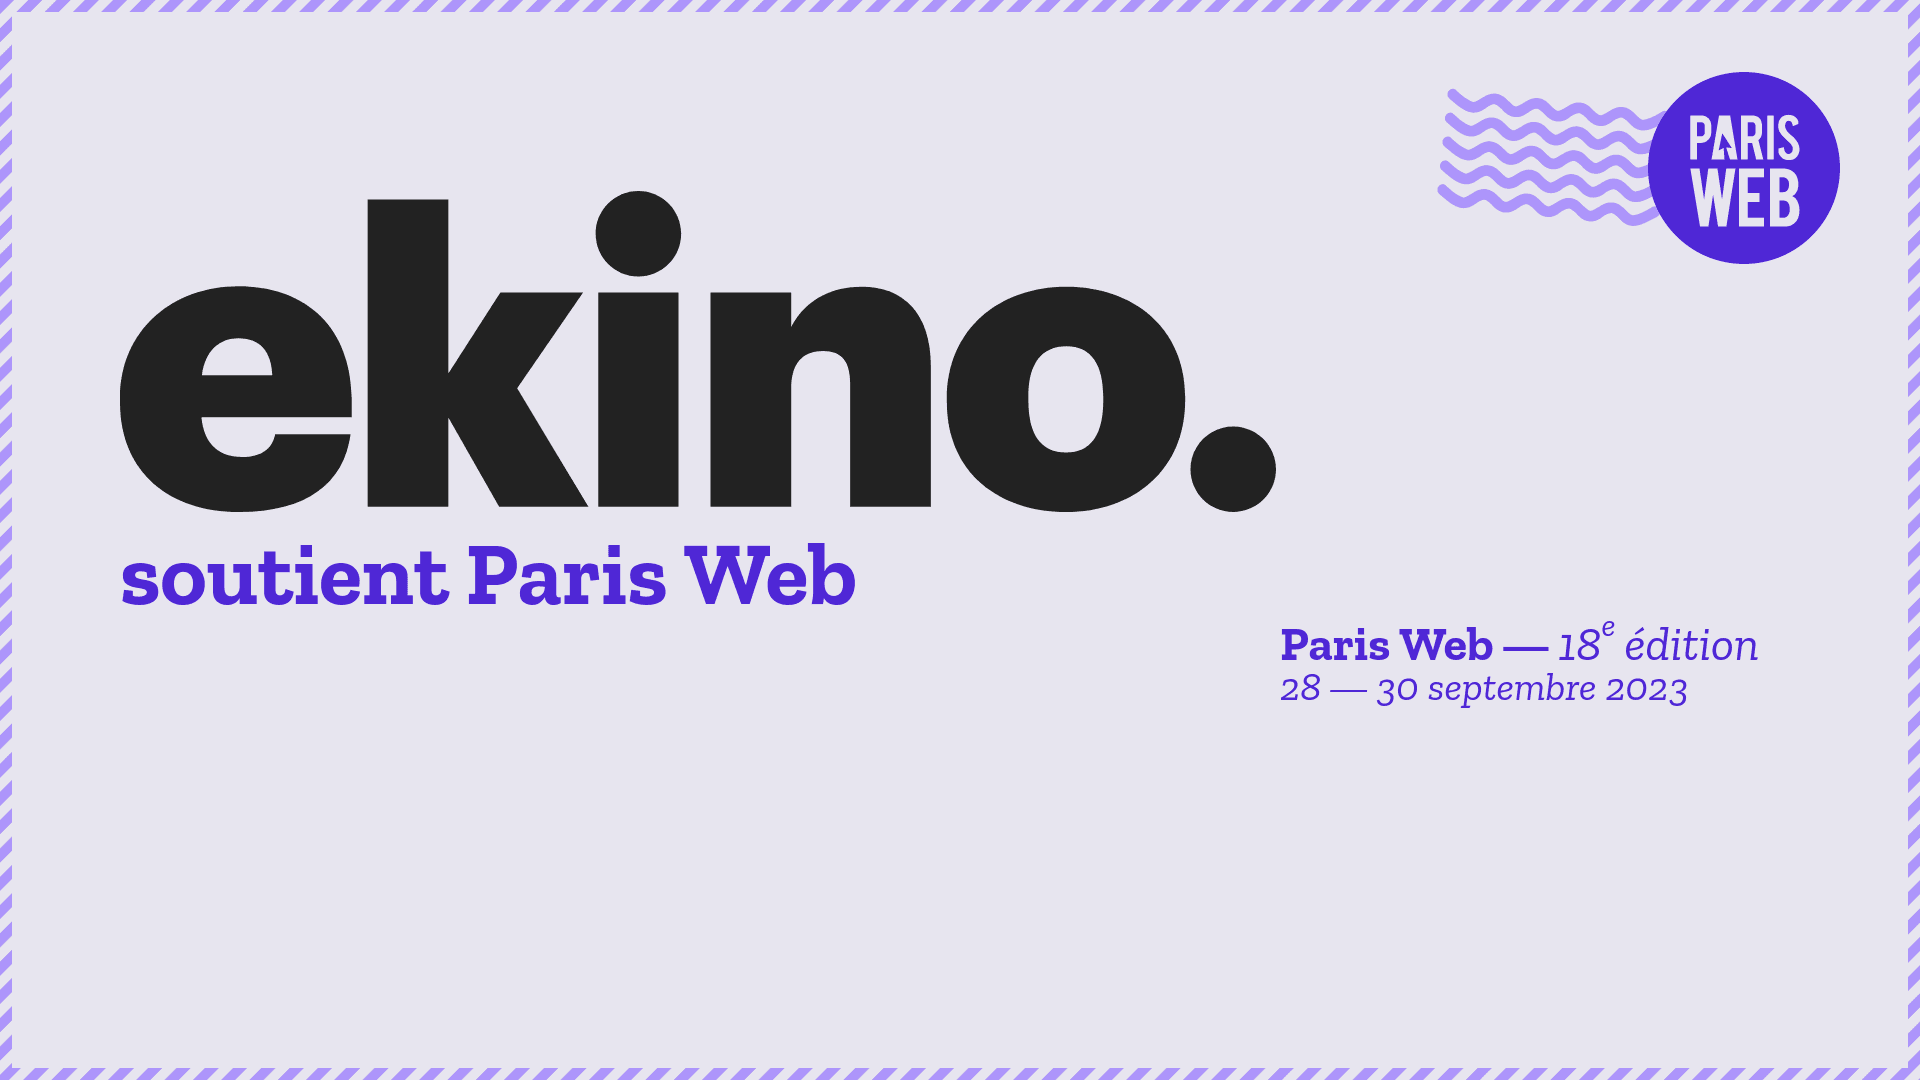 PARIS
WEB
ekino.
soutient Paris Web
Paris Web — 18e édition
28 — 30 septembre 2023